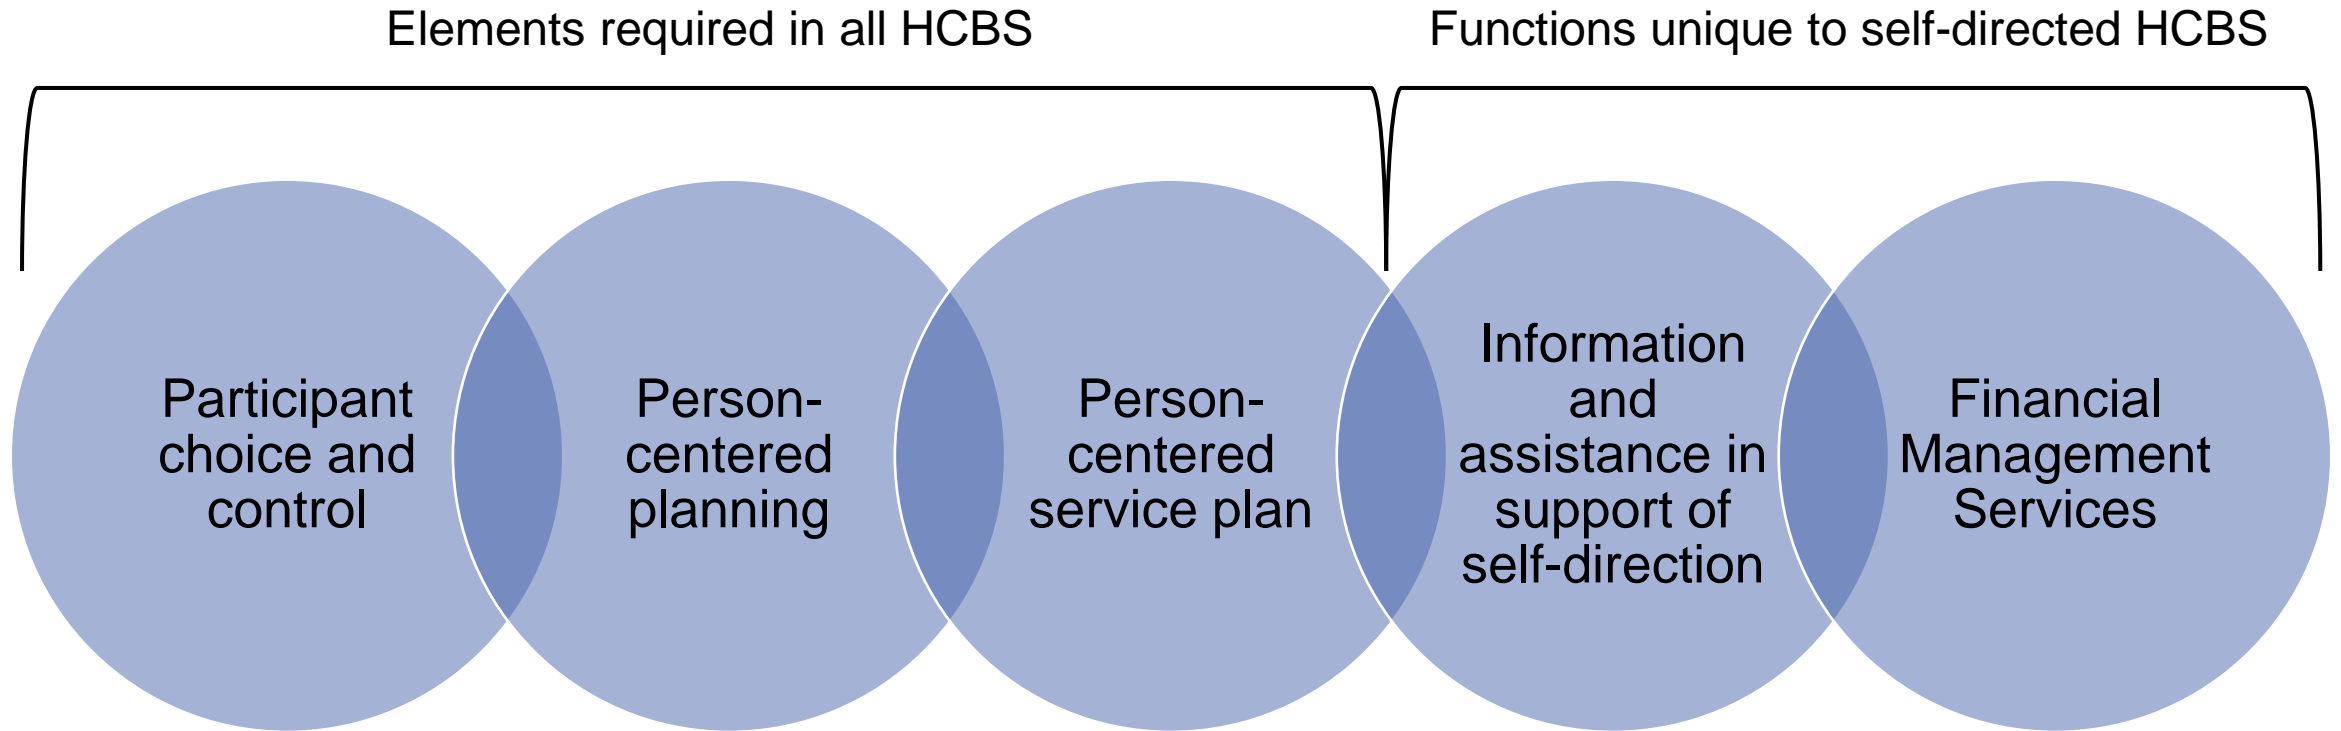 Elements required in all HCBS
Functions unique to self-directed HCBS
Participant
choice and
control
Person-
centered
planning
Person-
centered
service plan
Information
and
assistance in
support of
self-direction
Financial
Management
Services